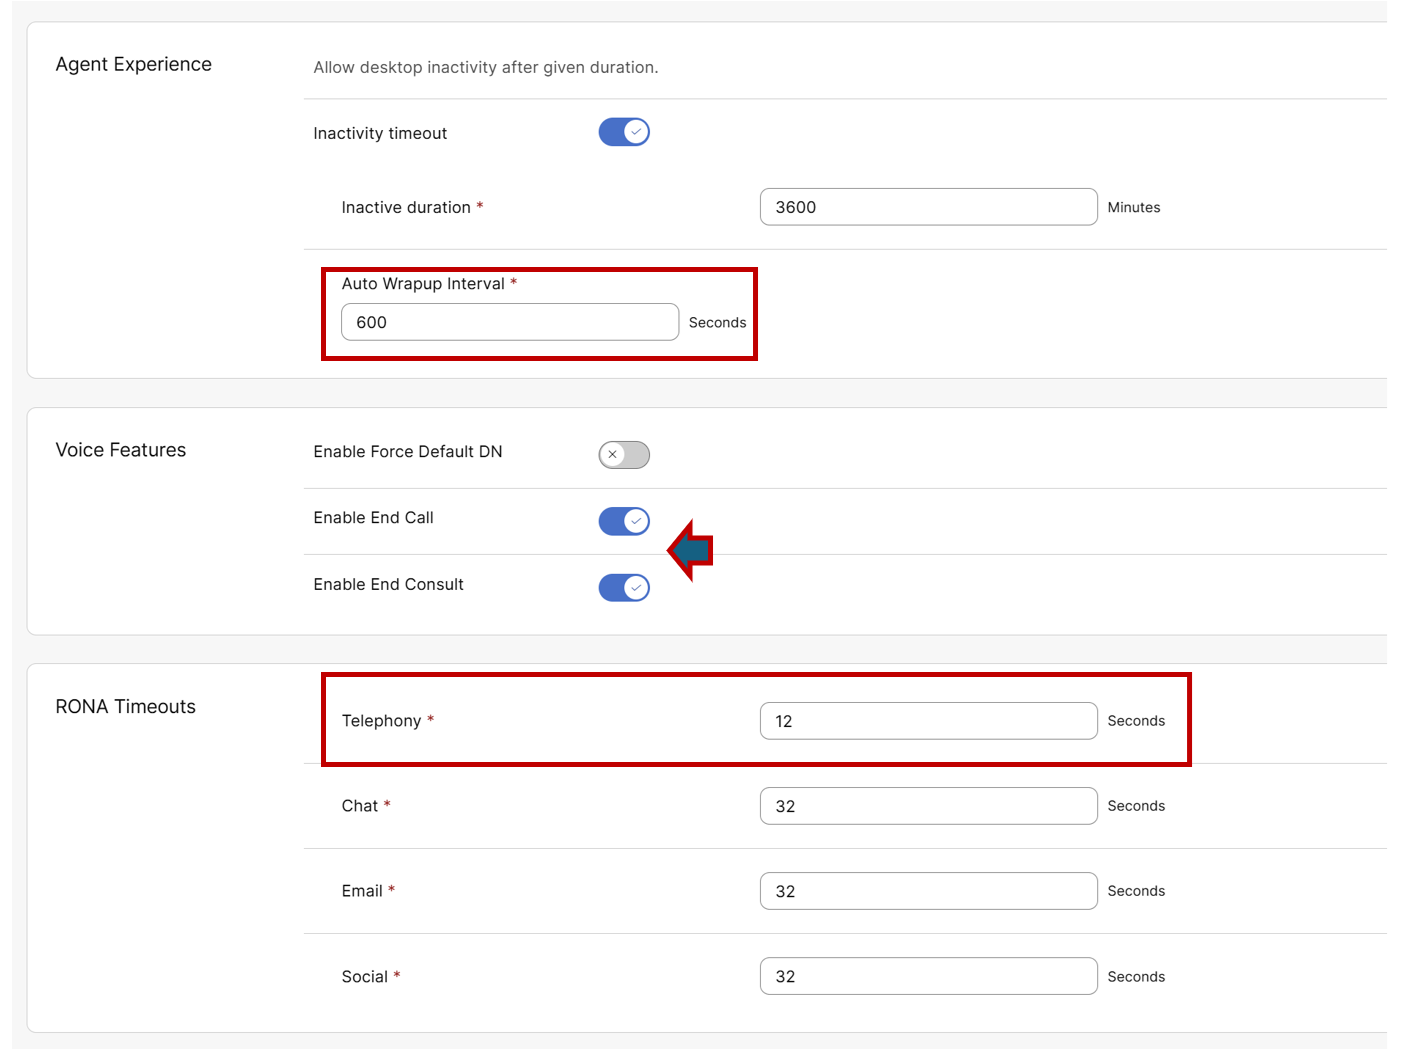 Agent Experience
Allow desktop inactivity after given duration.
Inactivity timeout
Inactive duration *
3600
Minutes
Auto Wrapup Interval *
600
Seconds
Voice Features
Enable Force Default DN
Enable End Call
Enable End Consult
RONA Timeouts
Telephony *
12
Seconds
Chat *
32
Seconds
Email *
32
Seconds
Social *
32
Seconds